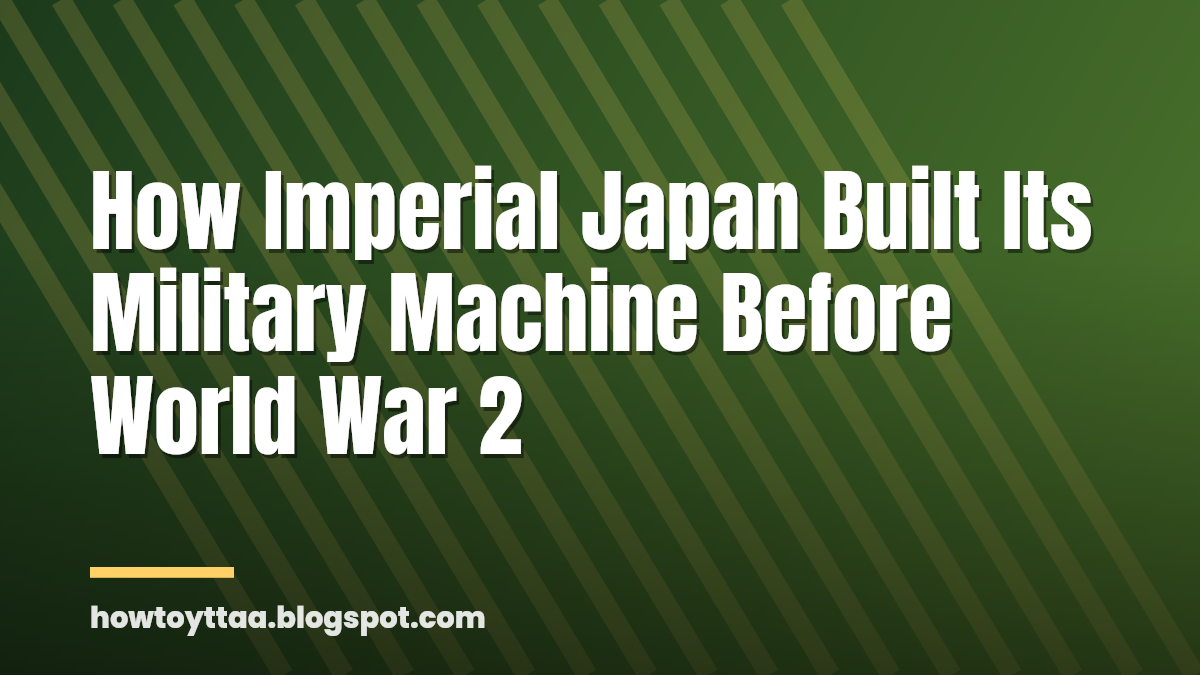 How Imperial Japan Built Its
Military Machine Before
World War 2
howtoyttaa.blogspot.com